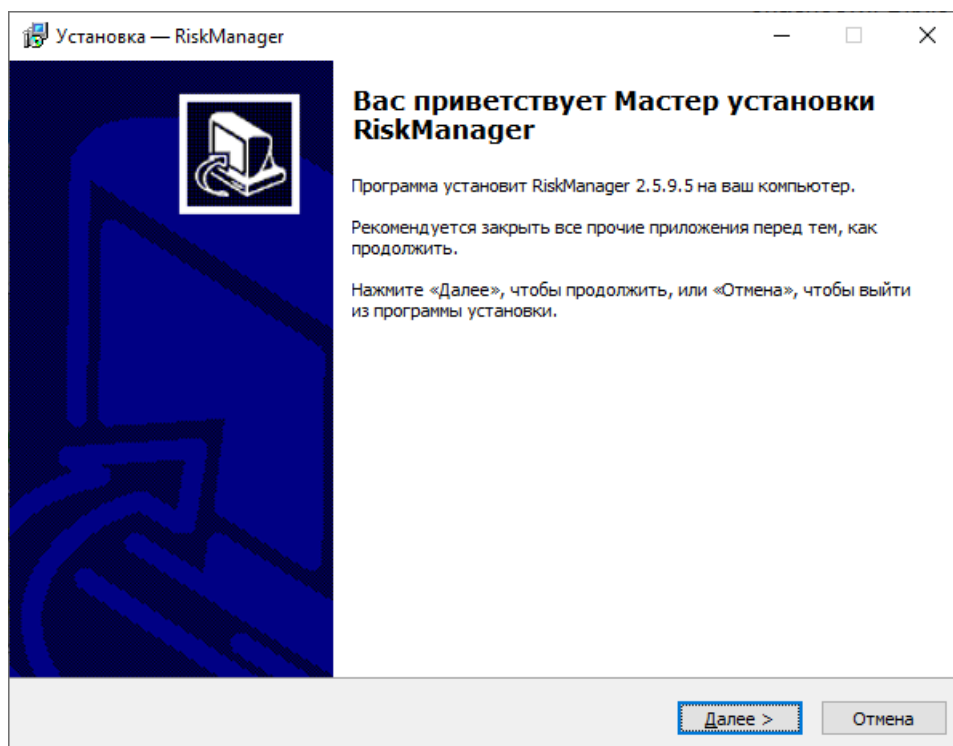 Установка — RiskManager
Вас приветствует Мастер установки
RiskManager
Программа установит RiskManager 2.5.9.5 на ваш компьютер.
Рекомендуется закрыть все прочие приложения перед тем, как
продолжить.
Нажмите «Далее», чтобы продолжить, или «Отмена», чтобы выйти
из программы установки.
Далее >
Отмена